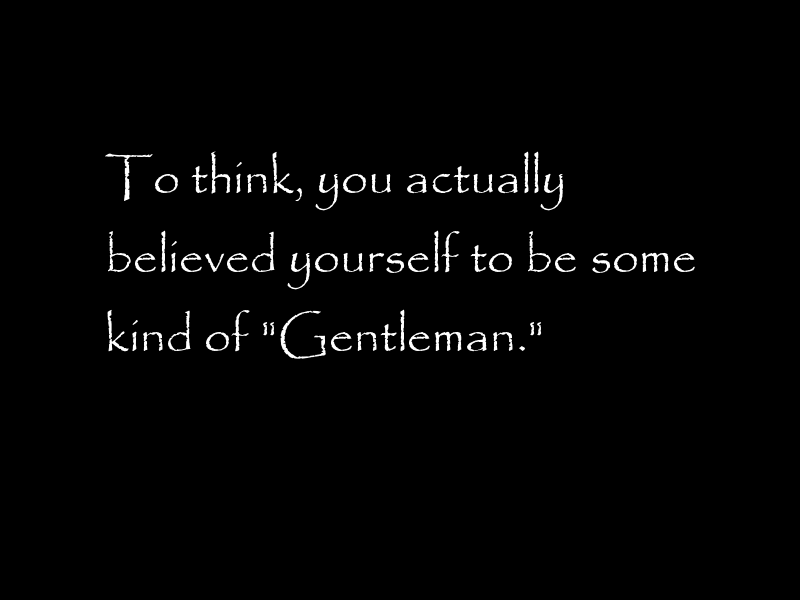 To think, you actually
believed yourself to be some
kind of "Gentleman."